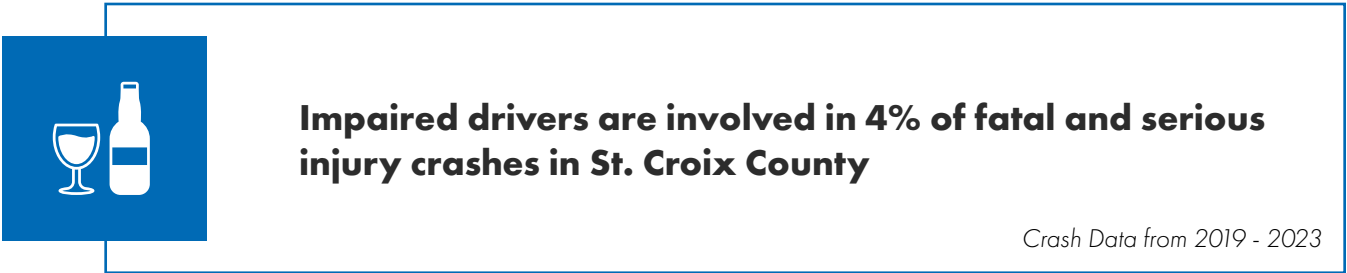 Impaired drivers are involved in 4% of fatal and serious
injury crashes in St. Croix County
Crash Data from 2019 - 2023